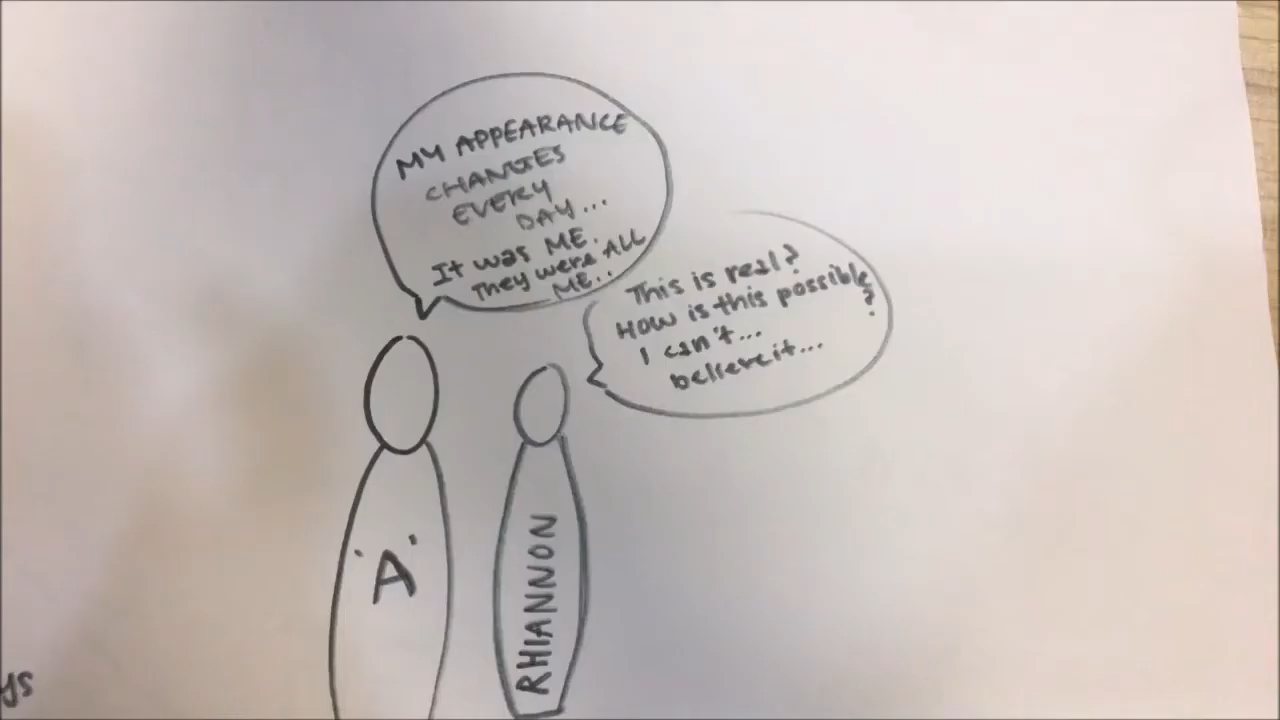 MY APPEARANCE
CHANGES
EVERY
DAY...
It was ME.
They were ALL
ME..
This is real?
How is this possible
?
I can't...
believe it...
'A'
RHIANNON
ys